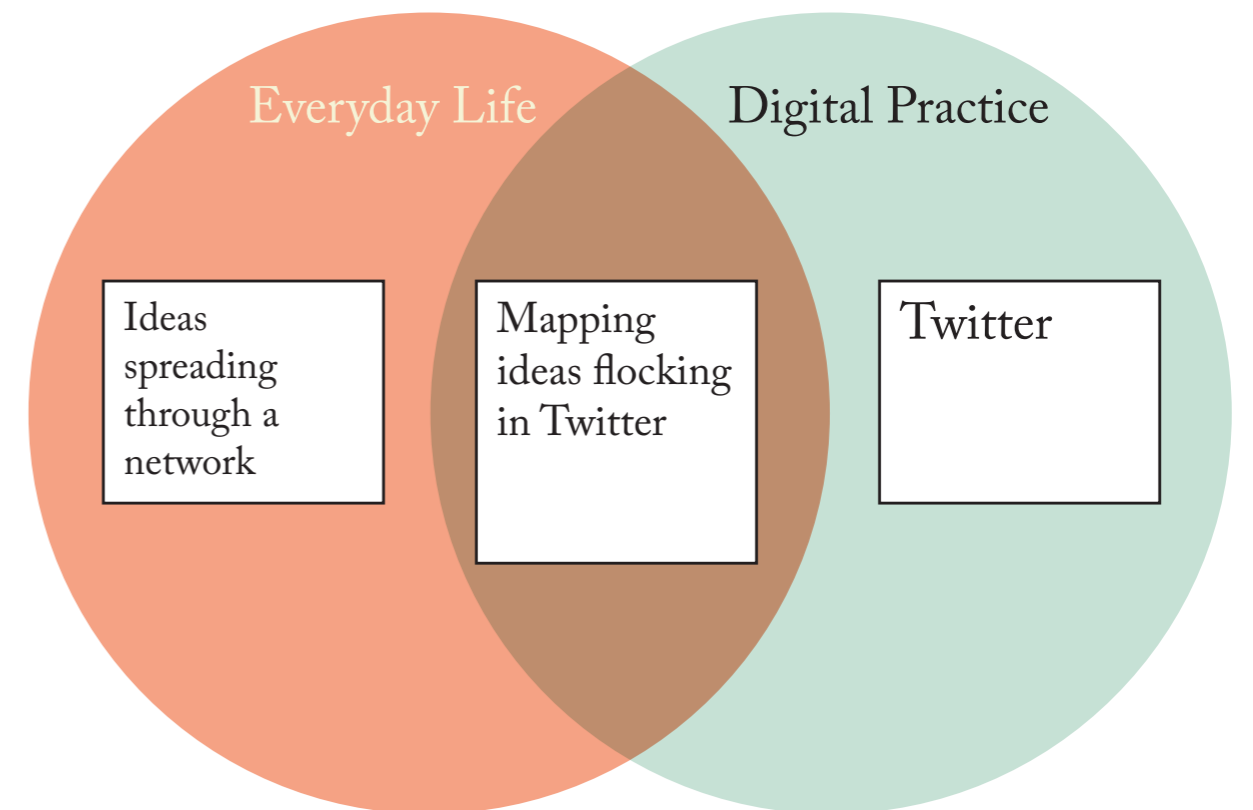 Everyday Life
Digital Practice
Ideas
spreading
through a
network
Mapping
ideas flocking
in Twitter
Twitter